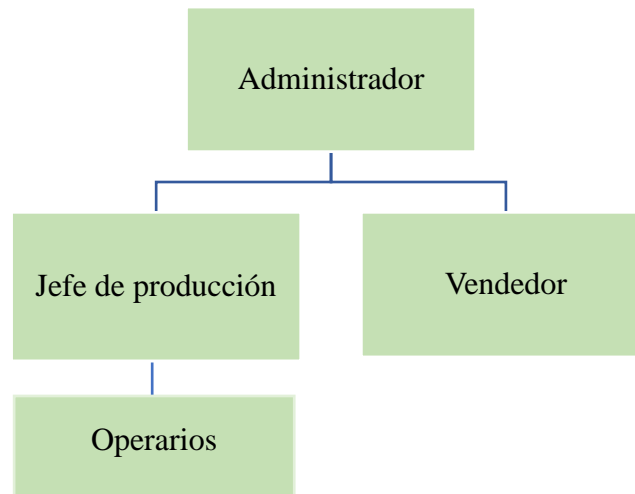 Administrador
Jefe de producción
Vendedor
Operarios